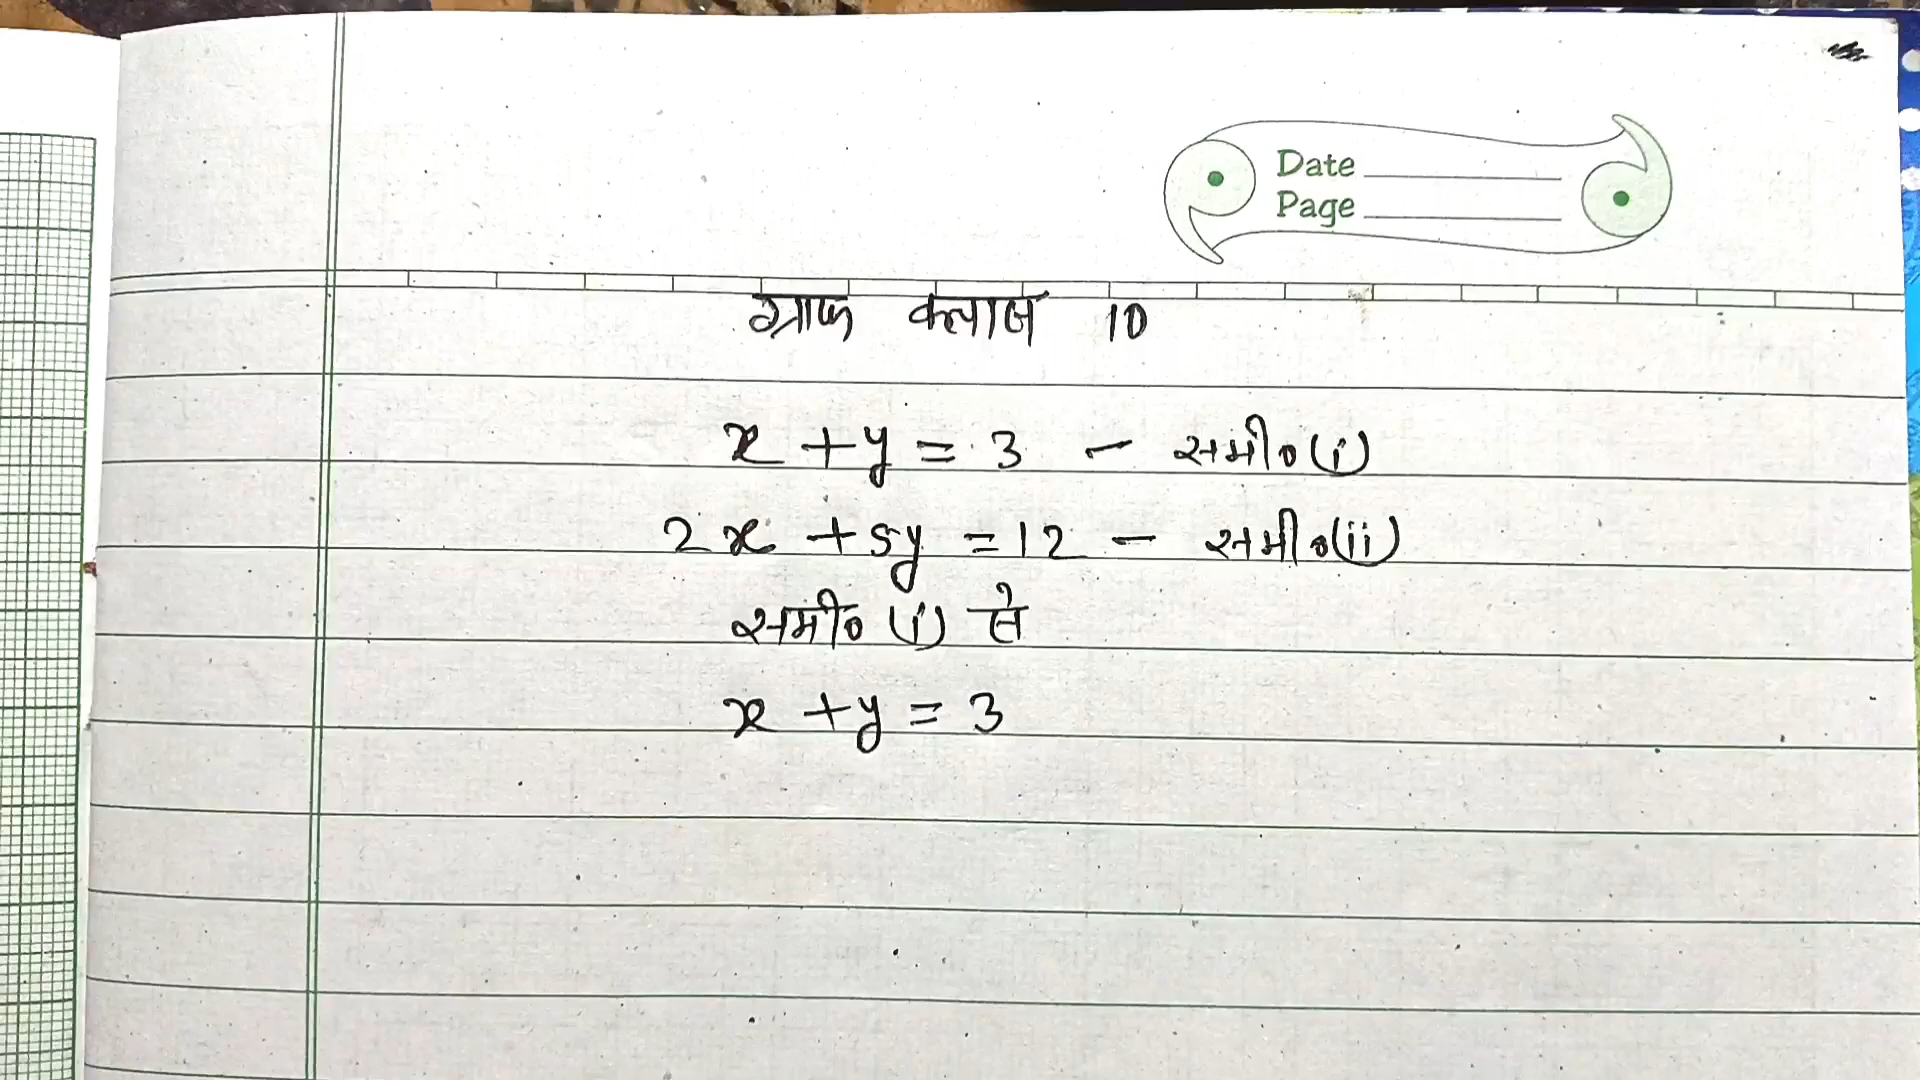 Date
Page
ग्राफ क्लास 10
x + y = 3 - समी० (i)
2x + 5y = 12 - समी० (ii)
समी० (i) से
x + y = 3